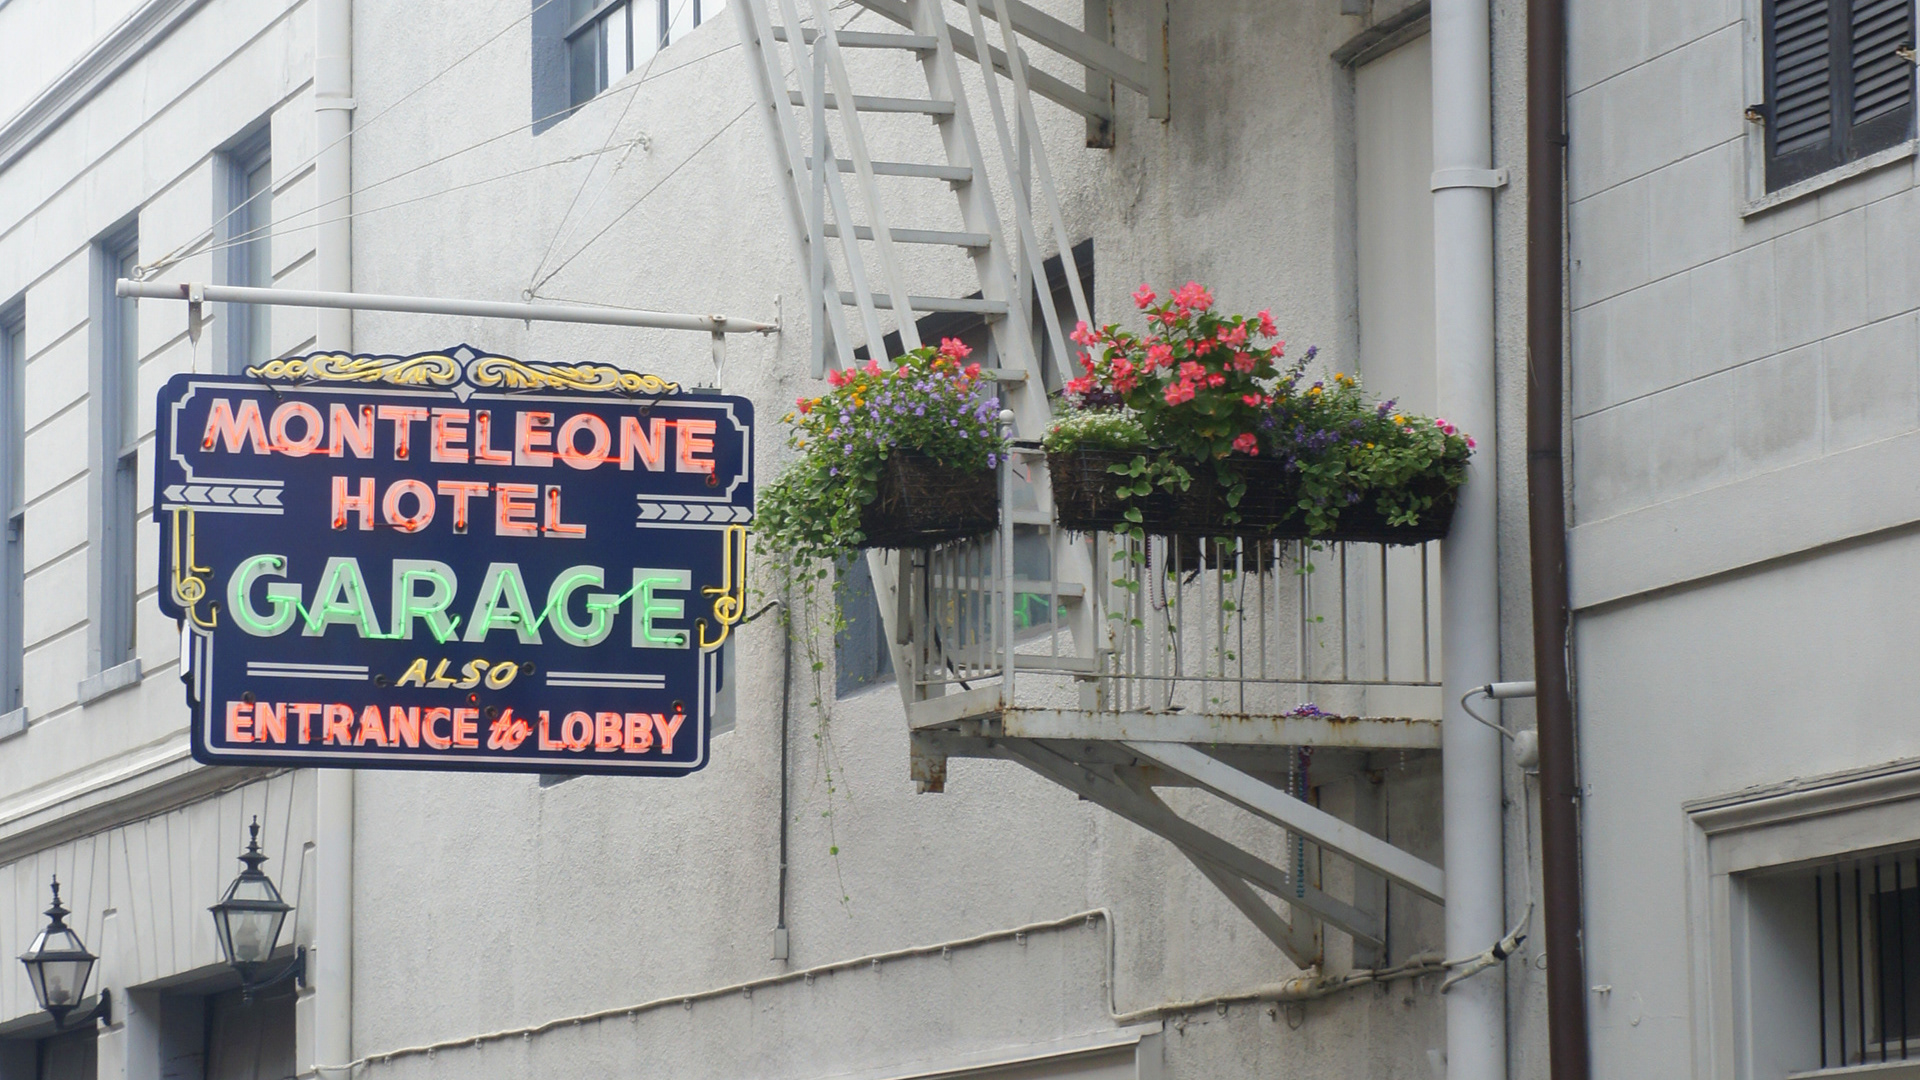 MONTELEONE
HOTEL
GARAGE
ALSO
ENTRANCE to LOBBY